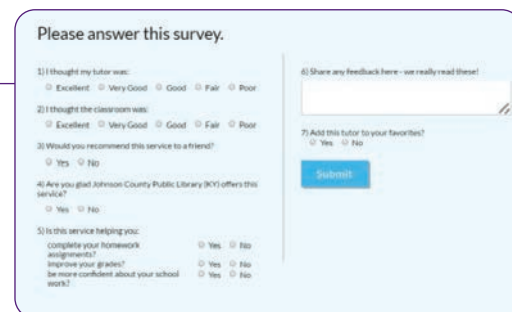 Please answer this survey.
1) I thought my tutor was:
Excellent Very Good Good Fair Poor
2) I thought the classroom was:
Excellent Very Good Good Fair Poor
3) Would you recommend this service to a friend?
Yes No
4) Are you glad Johnson County Public Library (KY) offers this
service?
Yes No
5) Is this service helping you:
complete your homework
assignments?
Yes No
improve your grades? Yes No
be more confident about your school
work?
Yes No
6) Share any feedback here - we really read these!
7) Add this tutor to your favorites?
Yes No
Submit